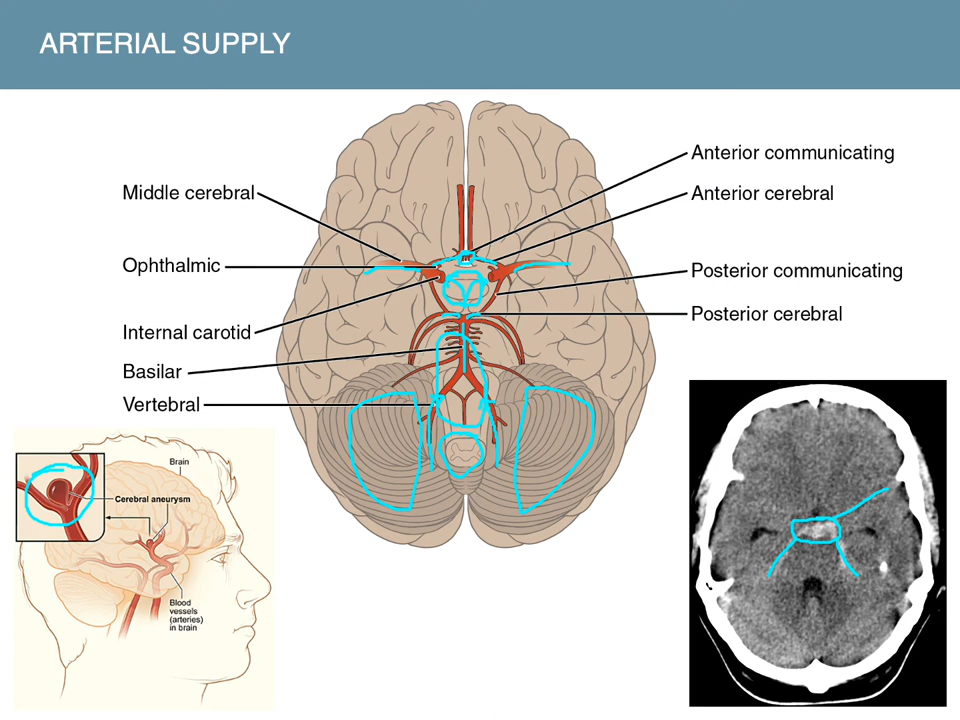 ARTERIAL SUPPLY
Anterior communicating
Middle cerebral
Anterior cerebral
Ophthalmic
Posterior communicating
Posterior cerebral
Internal carotid
Basilar
Vertebral
Brain
Cerebral aneurysm
Blood
vessels
(arteries)
in brain